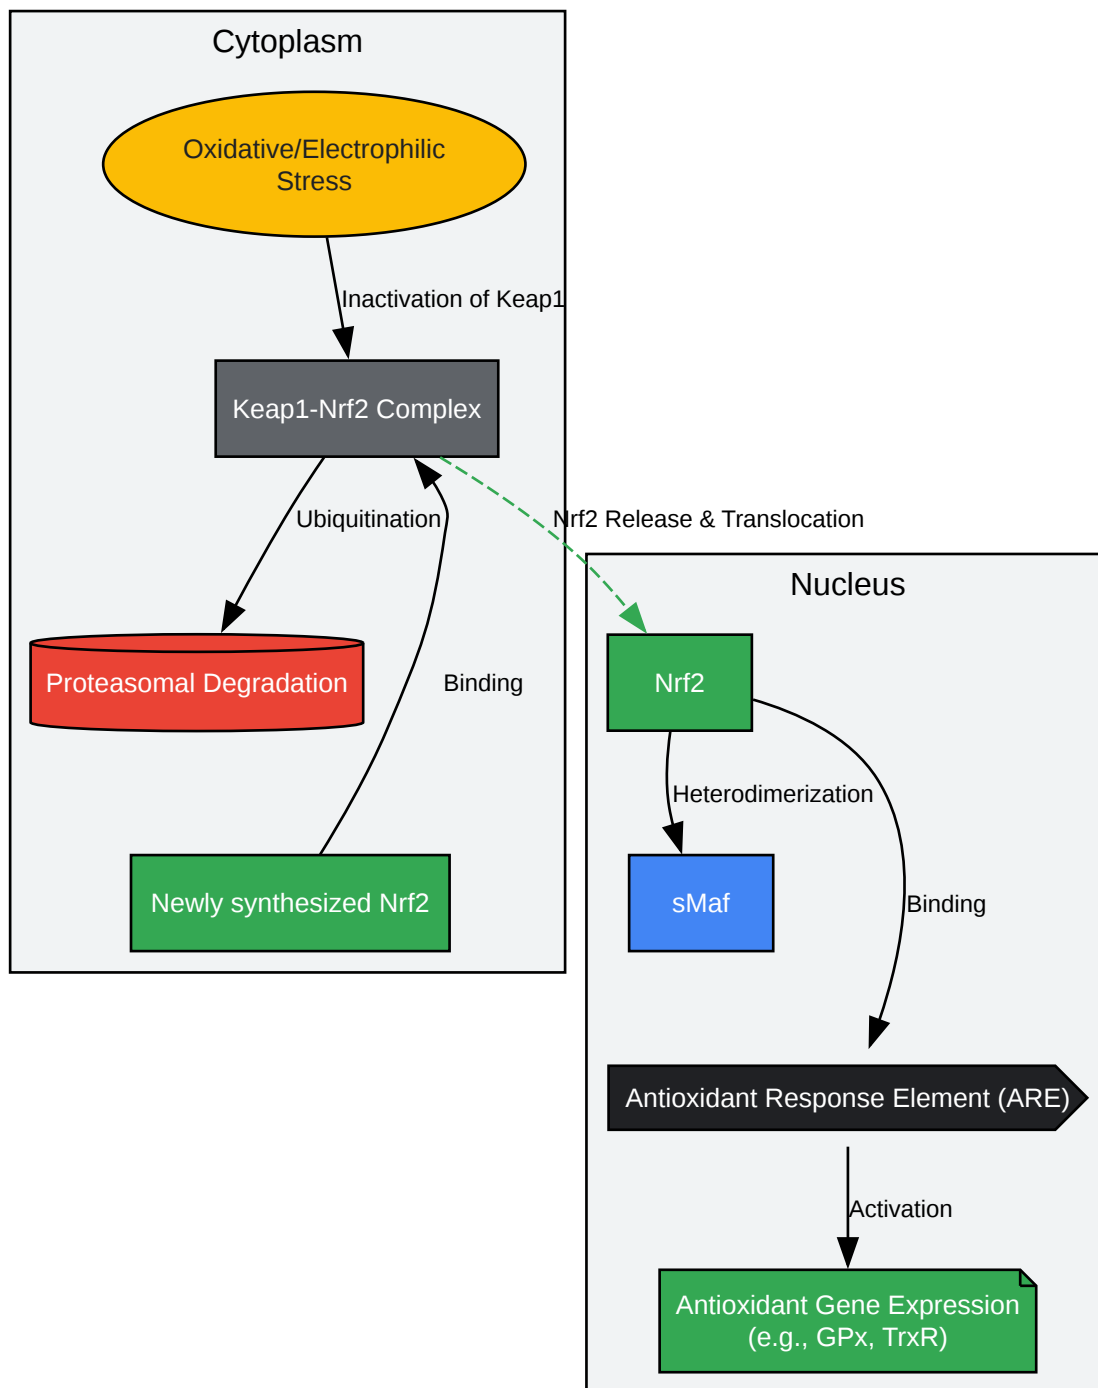 Cytoplasm
Oxidative/Electrophilic
Stress
Inactivation of Keap1
Keap1-Nrf2 Complex
Ubiquitination
Nrf2 Release & Translocation
Nucleus
Proteasomal Degradation
Binding
Nrf2
Heterodimerization
Newly synthesized Nrf2
sMaf
Binding
Antioxidant Response Element (ARE)
Activation
Antioxidant Gene Expression
(e.g., GPx, TrxR)